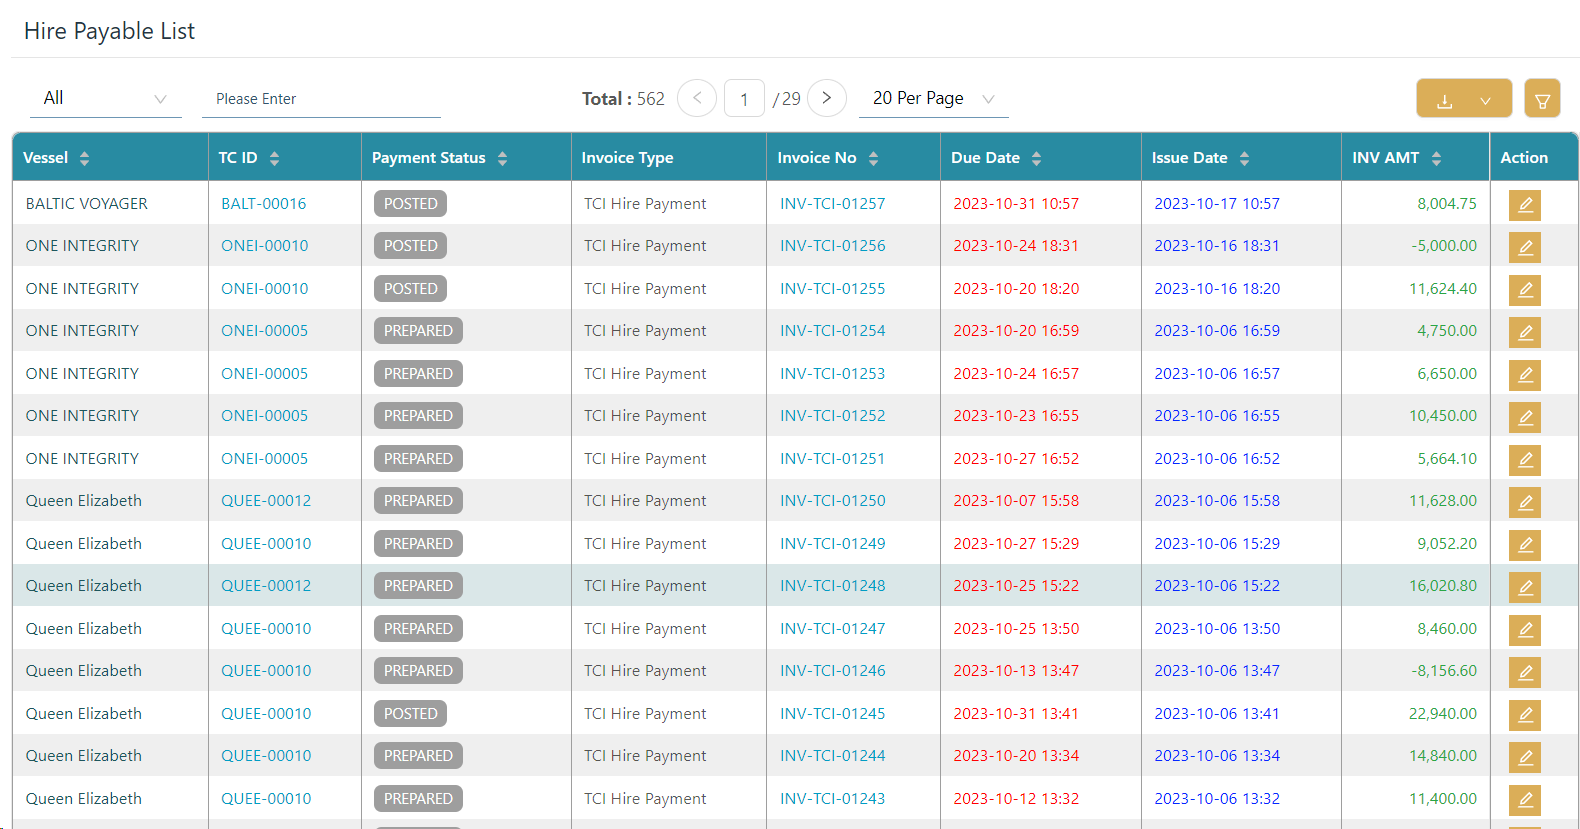 Hire Payable List
All Please Enter Total : 562 1 /29 20 Per Page
Vessel TC ID Payment Status Invoice Type Invoice No Due Date Issue Date INV AMT Action
BALTIC VOYAGER BALT-00016 POSTED TCI Hire Payment INV-TCI-01257 2023-10-31 10:57 2023-10-17 10:57 8,004.75
ONE INTEGRITY ONEI-00010 POSTED TCI Hire Payment INV-TCI-01256 2023-10-24 18:31 2023-10-16 18:31 -5,000.00
ONE INTEGRITY ONEI-00010 POSTED TCI Hire Payment INV-TCI-01255 2023-10-20 18:20 2023-10-16 18:20 11,624.40
ONE INTEGRITY ONEI-00005 PREPARED TCI Hire Payment INV-TCI-01254 2023-10-20 16:59 2023-10-06 16:59 4,750.00
ONE INTEGRITY ONEI-00005 PREPARED TCI Hire Payment INV-TCI-01253 2023-10-24 16:57 2023-10-06 16:57 6,650.00
ONE INTEGRITY ONEI-00005 PREPARED TCI Hire Payment INV-TCI-01252 2023-10-23 16:55 2023-10-06 16:55 10,450.00
ONE INTEGRITY ONEI-00005 PREPARED TCI Hire Payment INV-TCI-01251 2023-10-27 16:52 2023-10-06 16:52 5,664.10
Queen Elizabeth QUEE-00012 PREPARED TCI Hire Payment INV-TCI-01250 2023-10-07 15:58 2023-10-06 15:58 11,628.00
Queen Elizabeth QUEE-00010 PREPARED TCI Hire Payment INV-TCI-01249 2023-10-27 15:29 2023-10-06 15:29 9,052.20
Queen Elizabeth QUEE-00012 PREPARED TCI Hire Payment INV-TCI-01248 2023-10-25 15:22 2023-10-06 15:22 16,020.80
Queen Elizabeth QUEE-00010 PREPARED TCI Hire Payment INV-TCI-01247 2023-10-25 13:50 2023-10-06 13:50 8,460.00
Queen Elizabeth QUEE-00010 PREPARED TCI Hire Payment INV-TCI-01246 2023-10-13 13:47 2023-10-06 13:47 -8,156.60
Queen Elizabeth QUEE-00010 POSTED TCI Hire Payment INV-TCI-01245 2023-10-31 13:41 2023-10-06 13:41 22,940.00
Queen Elizabeth QUEE-00010 PREPARED TCI Hire Payment INV-TCI-01244 2023-10-20 13:34 2023-10-06 13:34 14,840.00
Queen Elizabeth QUEE-00010 PREPARED TCI Hire Payment INV-TCI-01243 2023-10-12 13:32 2023-10-06 13:32 11,400.00